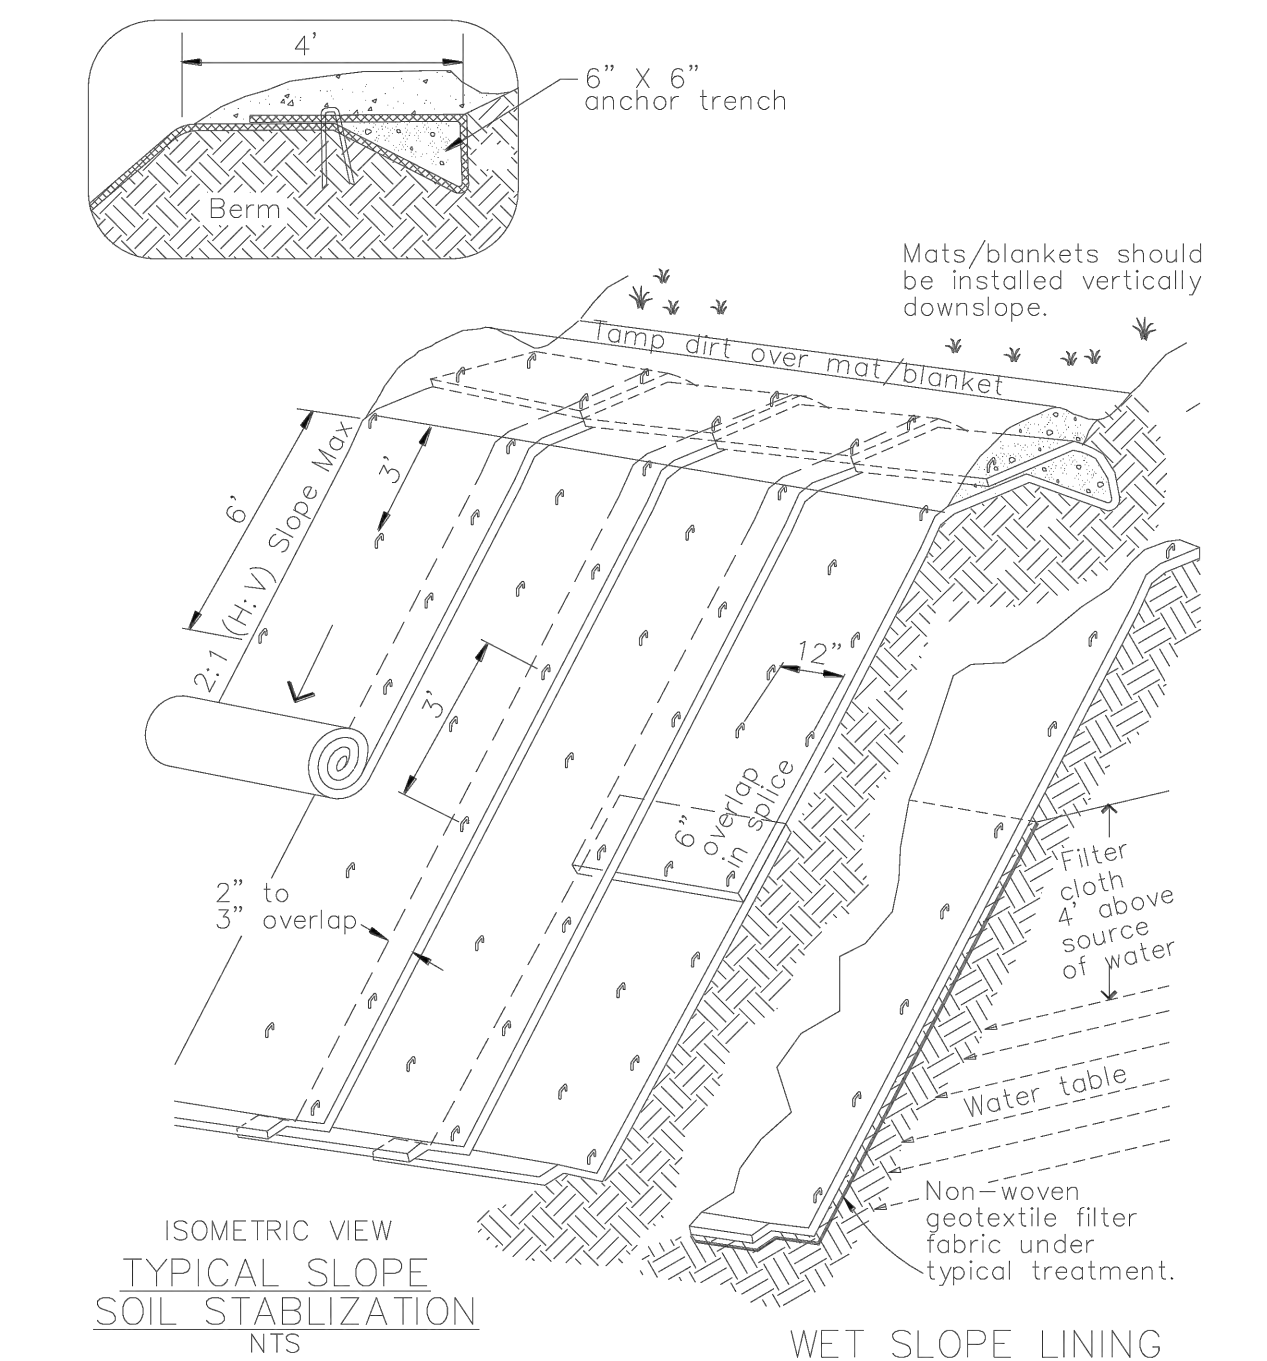 4'
6" X 6"
anchor trench
Berm
Mats/blankets should
be installed vertically
downslope.
Tamp dirt over mat/blanket
6'
3'
2:1 (H:V) Slope Max
12"
3'
6"
overlap
in splice
2" to
3" overlap
Filter
cloth
4' above
source
of water
Water table
Non-woven
geotextile filter
fabric under
typical treatment.
ISOMETRIC VIEW
TYPICAL SLOPE
SOIL STABLIZATION
NTS
WET SLOPE LINING